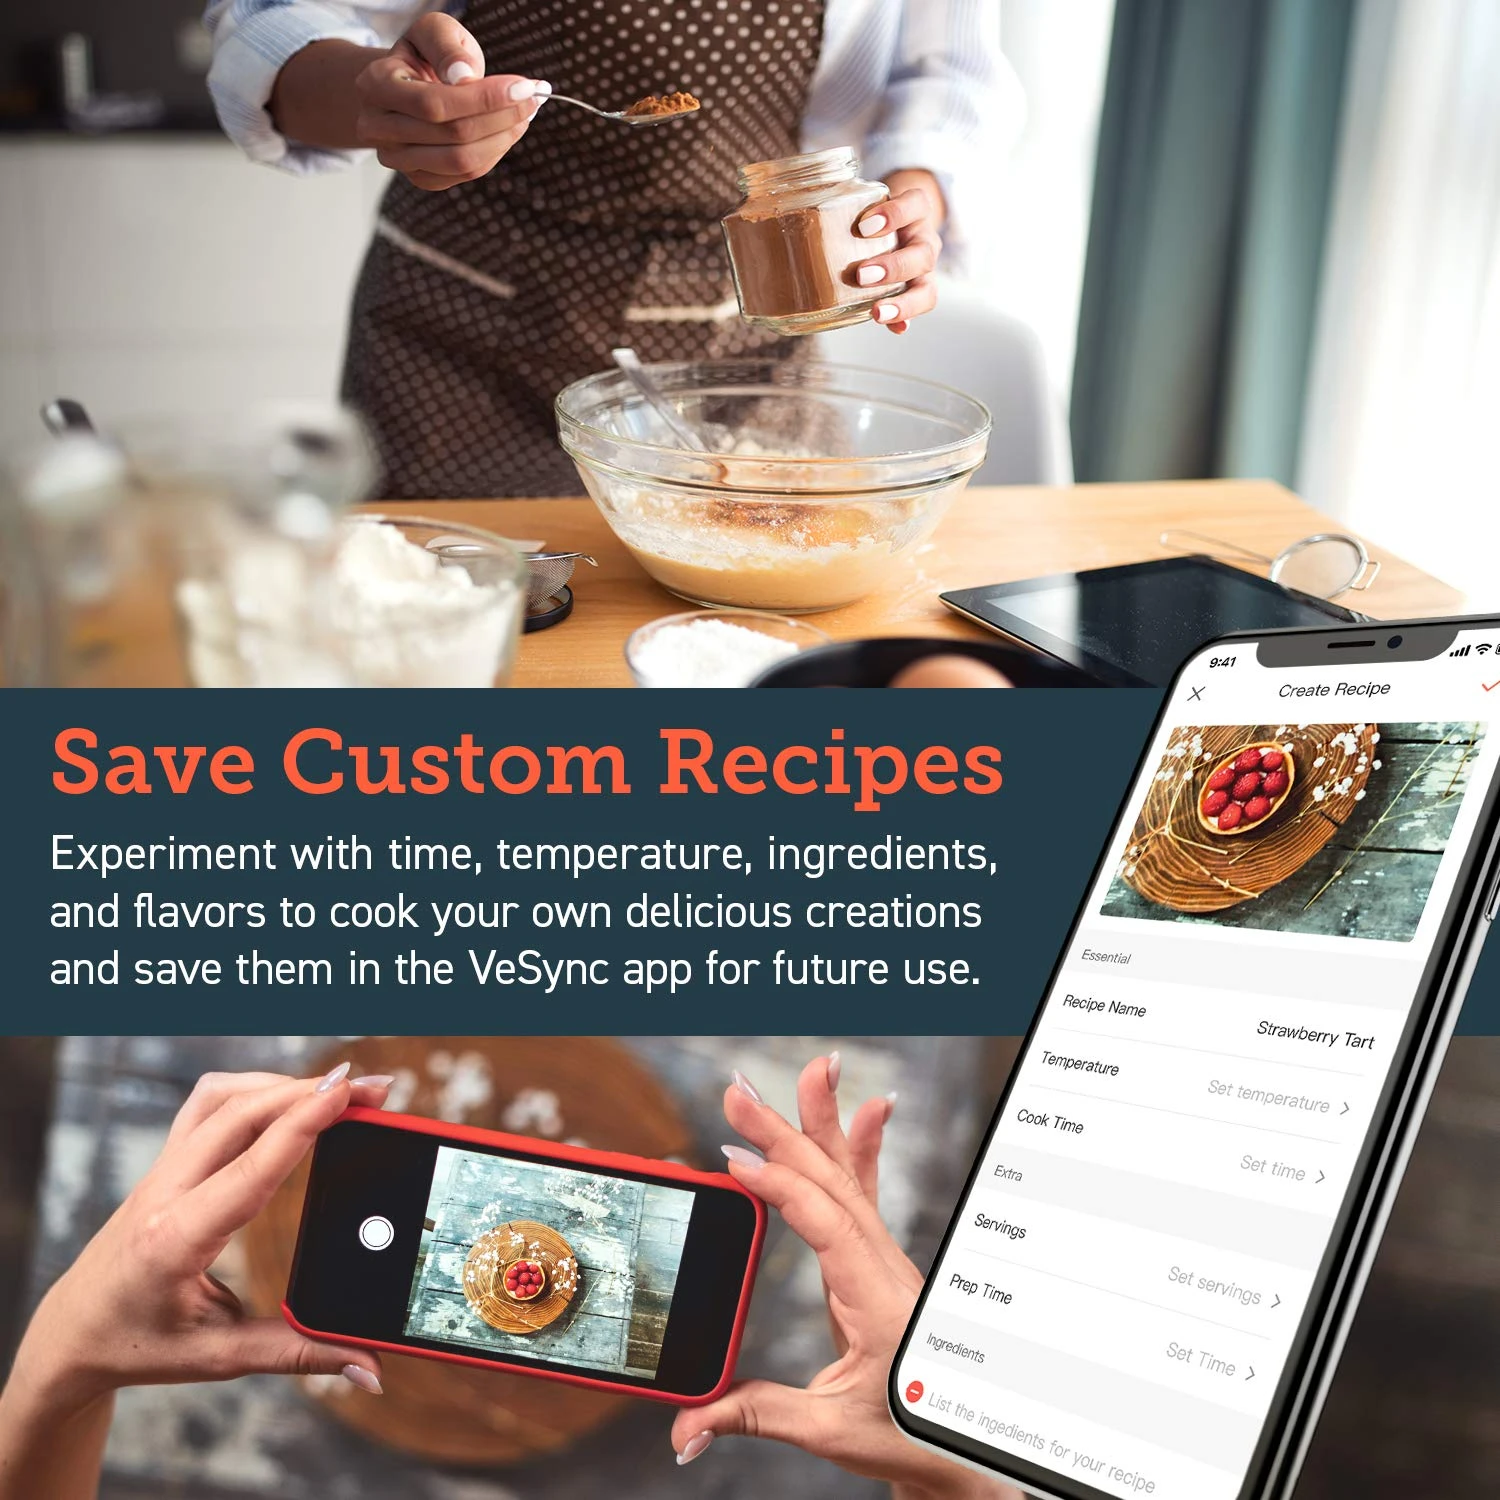 9:41
Create Recipe
Save Custom Recipes
Experiment with time, temperature, ingredients,
and flavors to cook your own delicious creations
and save them in the VeSync app for future use.
Essential
Recipe Name Strawberry Tart
Temperature Set temperature
Cook Time Set time
Extra
Servings Set servings
Prep Time Set Time
Ingredients
List the ingedients for your recipe